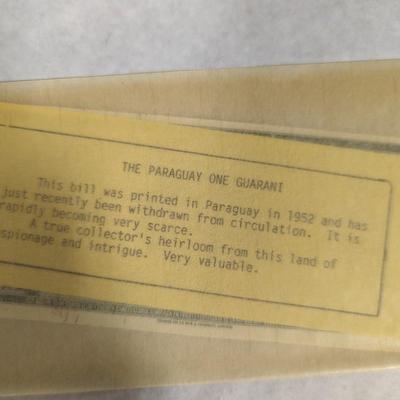 THE PARAGUAY ONE GUARANI
This bill was printed in Paraguay in 1952 and has
just recently been withdrawn from circulation. It is
rapidly becoming very scarce.
A true collector's heirloom from this land of
spionage and intrigue. Very valuable.